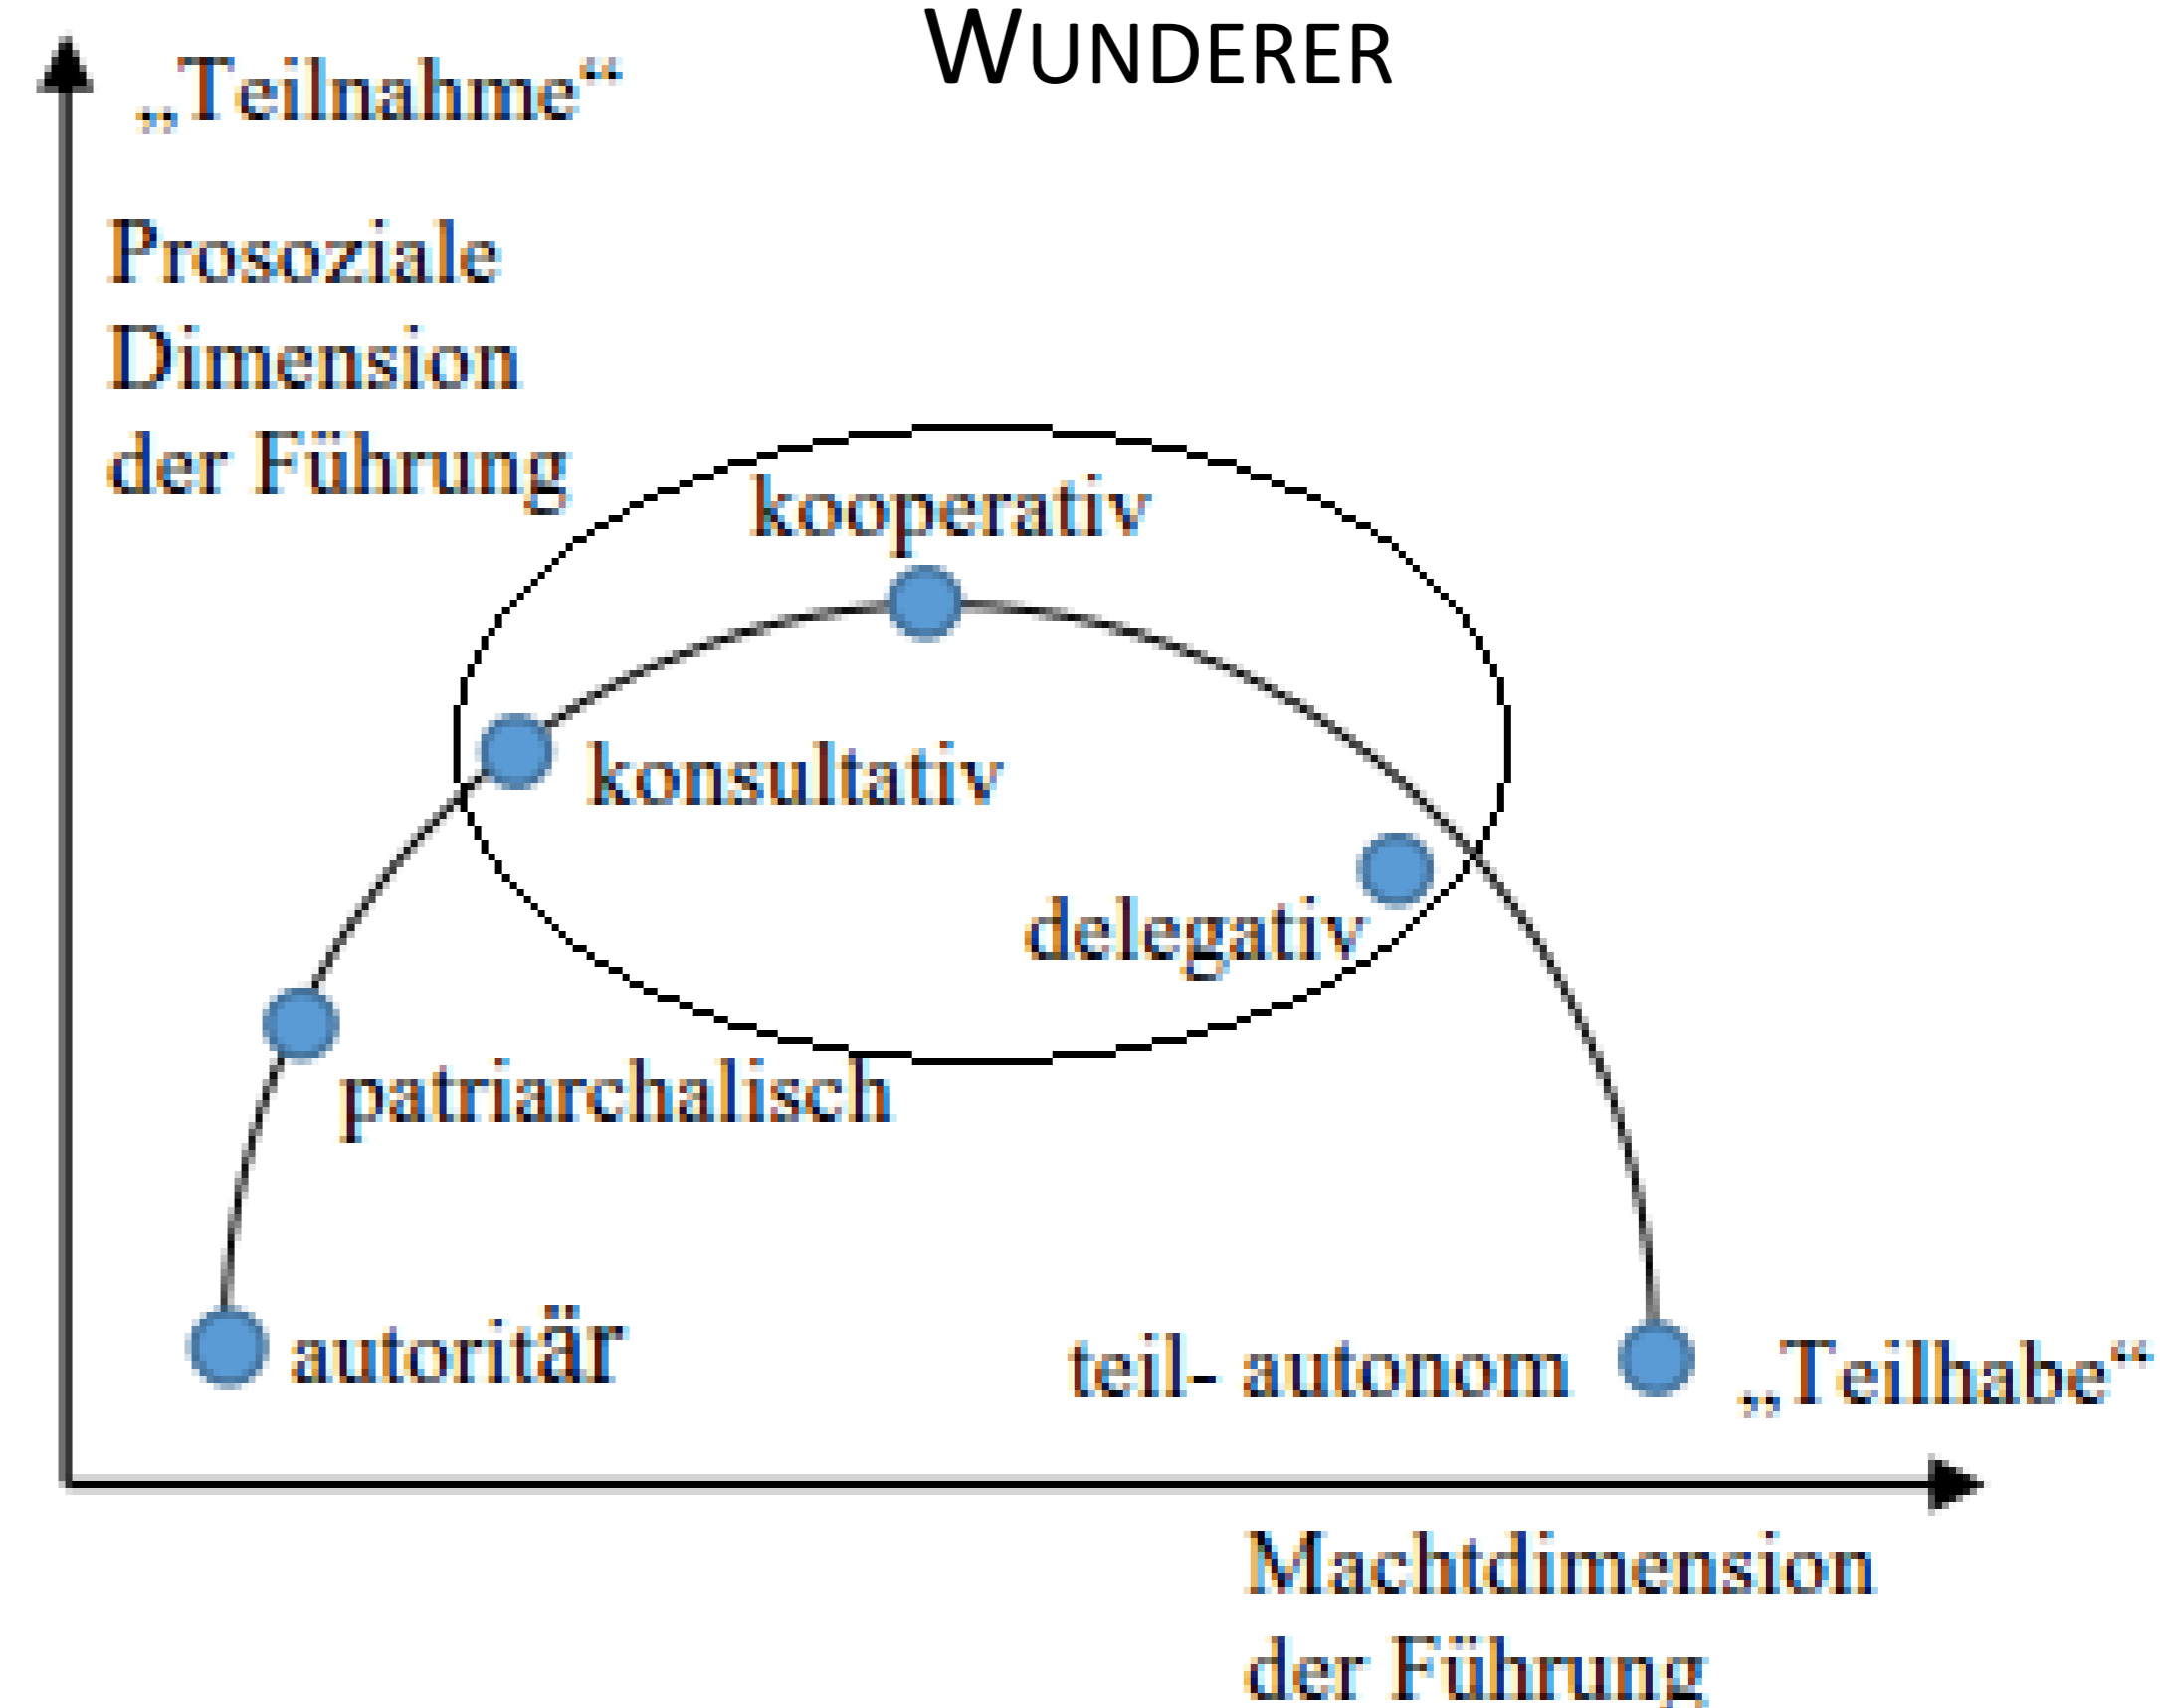 WUNDERER
„Teilnahme“
Prosoziale
Dimension
der Führung
kooperativ
konsultativ
delegativ
patriarchalisch
autoritär
teil- autonom
„Teilhabe“
Machtdimension
der Führung